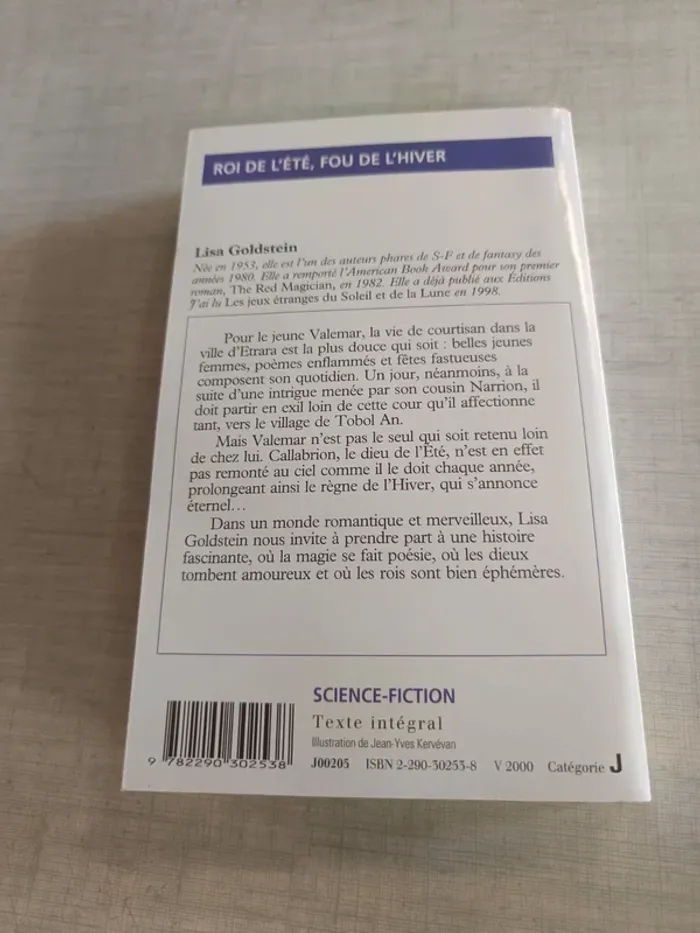 ROI DE L'ÉTÉ, FOU DE L'HIVER
Lisa Goldstein
Née en 1953, elle est l'un des auteurs phares de S-F et de fantasy des
années 1980. Elle a remporté l'American Book Award pour son premier
roman, The Red Magician, en 1982. Elle a déjà publié aux Éditions
J'ai lu Les jeux étranges du Soleil et de la Lune en 1998.
Pour le jeune Valemar, la vie de courtisan dans la
ville d'Etrara est la plus douce qui soit : belles jeunes
femmes, poèmes enflammés et fêtes fastueuses
composent son quotidien. Un jour, néanmoins, à la
suite d'une intrigue menée par son cousin Narrion, il
doit partir en exil loin de cette cour qu'il affectionne
tant, vers le village de Tobol An.
Mais Valemar n'est pas le seul qui soit retenu loin
de chez lui. Callabrion, le dieu de l'Été, n'est en effet
pas remonté au ciel comme il le doit chaque année,
prolongeant ainsi le règne de l'Hiver, qui s'annonce
éternel…
Dans un monde romantique et merveilleux, Lisa
Goldstein nous invite à prendre part à une histoire
fascinante, où la magie se fait poésie, où les dieux
tombent amoureux et où les rois sont bien éphémères.
SCIENCE-FICTION
Texte intégral
Illustration de Jean-Yves Kervévan
9 782290 302538
J00205 ISBN 2-290-30253-8 V 2000 Catégorie J